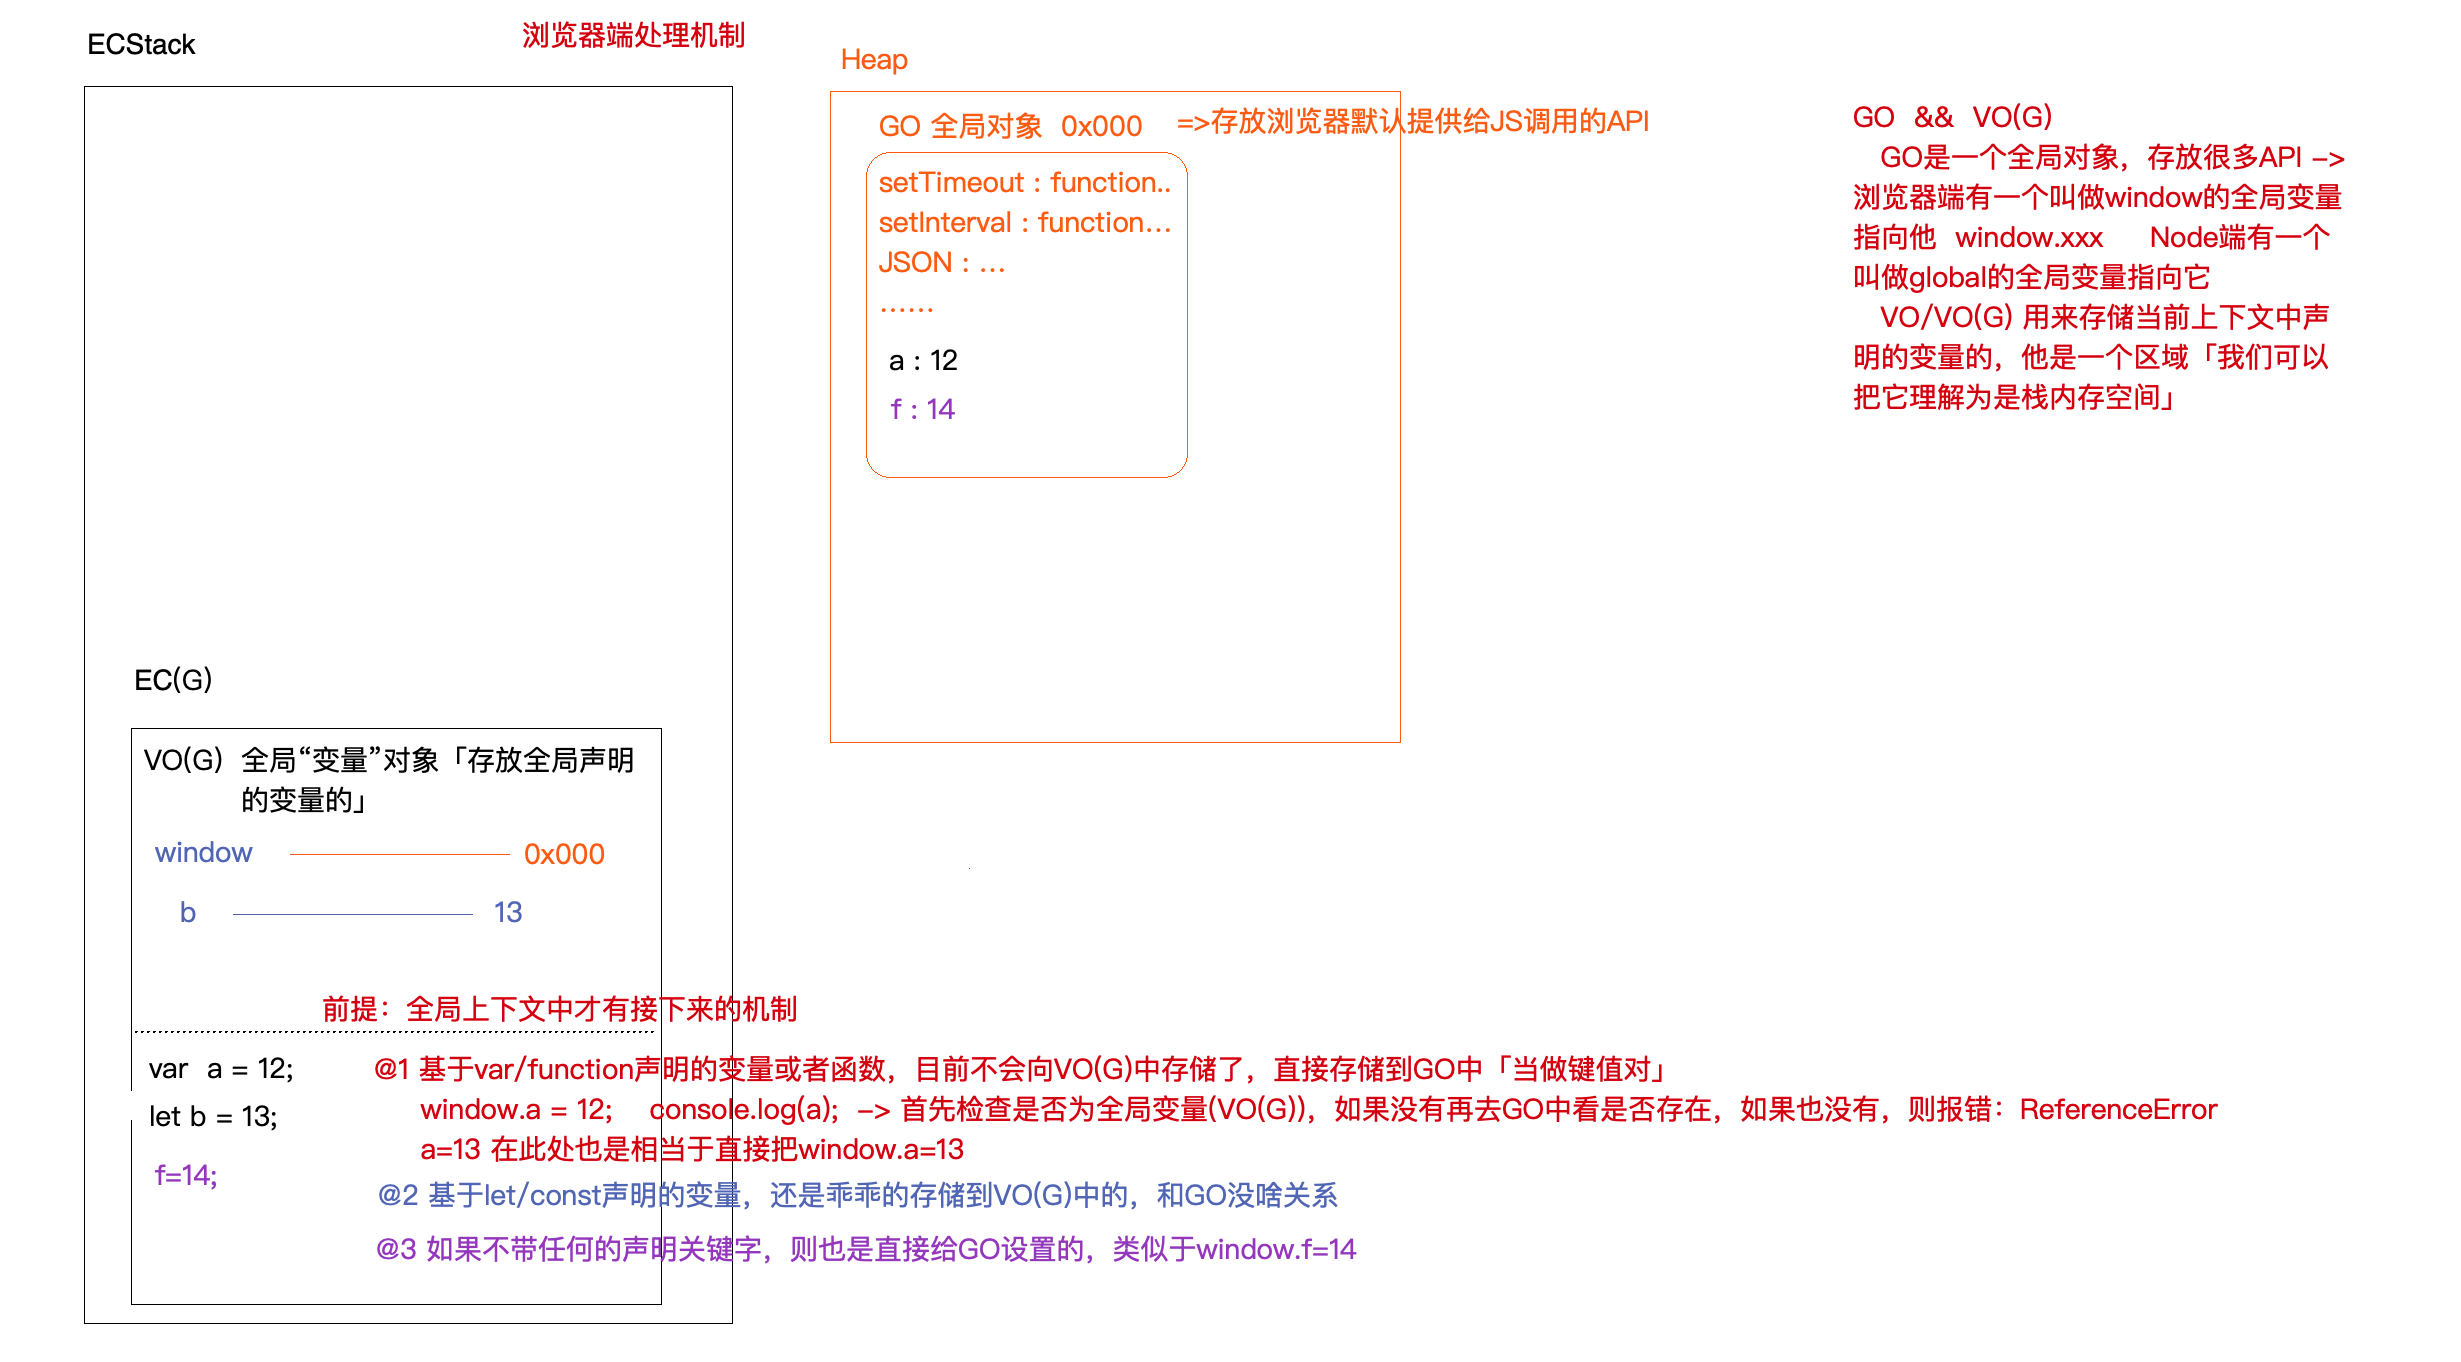 ECStack
浏览器端处理机制
Heap
GO 全局对象 0x000 =>存放浏览器默认提供给JS调用的API
setTimeout : function..
setInterval : function...
JSON : ...
......
a : 12
f : 14
GO && VO(G)
GO是一个全局对象，存放很多API ->
浏览器端有一个叫做window的全局变量
指向他 window.xxx Node端有一个
叫做global的全局变量指向它
VO/VO(G) 用来存储当前上下文中声
明的变量的，他是一个区域「我们可以
把它理解为是栈内存空间」
EC(G)
VO(G) 全局“变量”对象「存放全局声明
的变量的」
window 0x000
b 13
前提：全局上下文中才有接下来的机制
var a = 12;
let b = 13;
f=14;
@1 基于var/function声明的变量或者函数，目前不会向VO(G)中存储了，直接存储到GO中「当做键值对」
window.a = 12; console.log(a); -> 首先检查是否为全局变量(VO(G))，如果没有再去GO中看是否存在，如果也没有，则报错：ReferenceError
a=13 在此处也是相当于直接把window.a=13
@2 基于let/const声明的变量，还是乖乖的存储到VO(G)中的，和GO没啥关系
@3 如果不带任何的声明关键字，则也是直接给GO设置的，类似于window.f=14